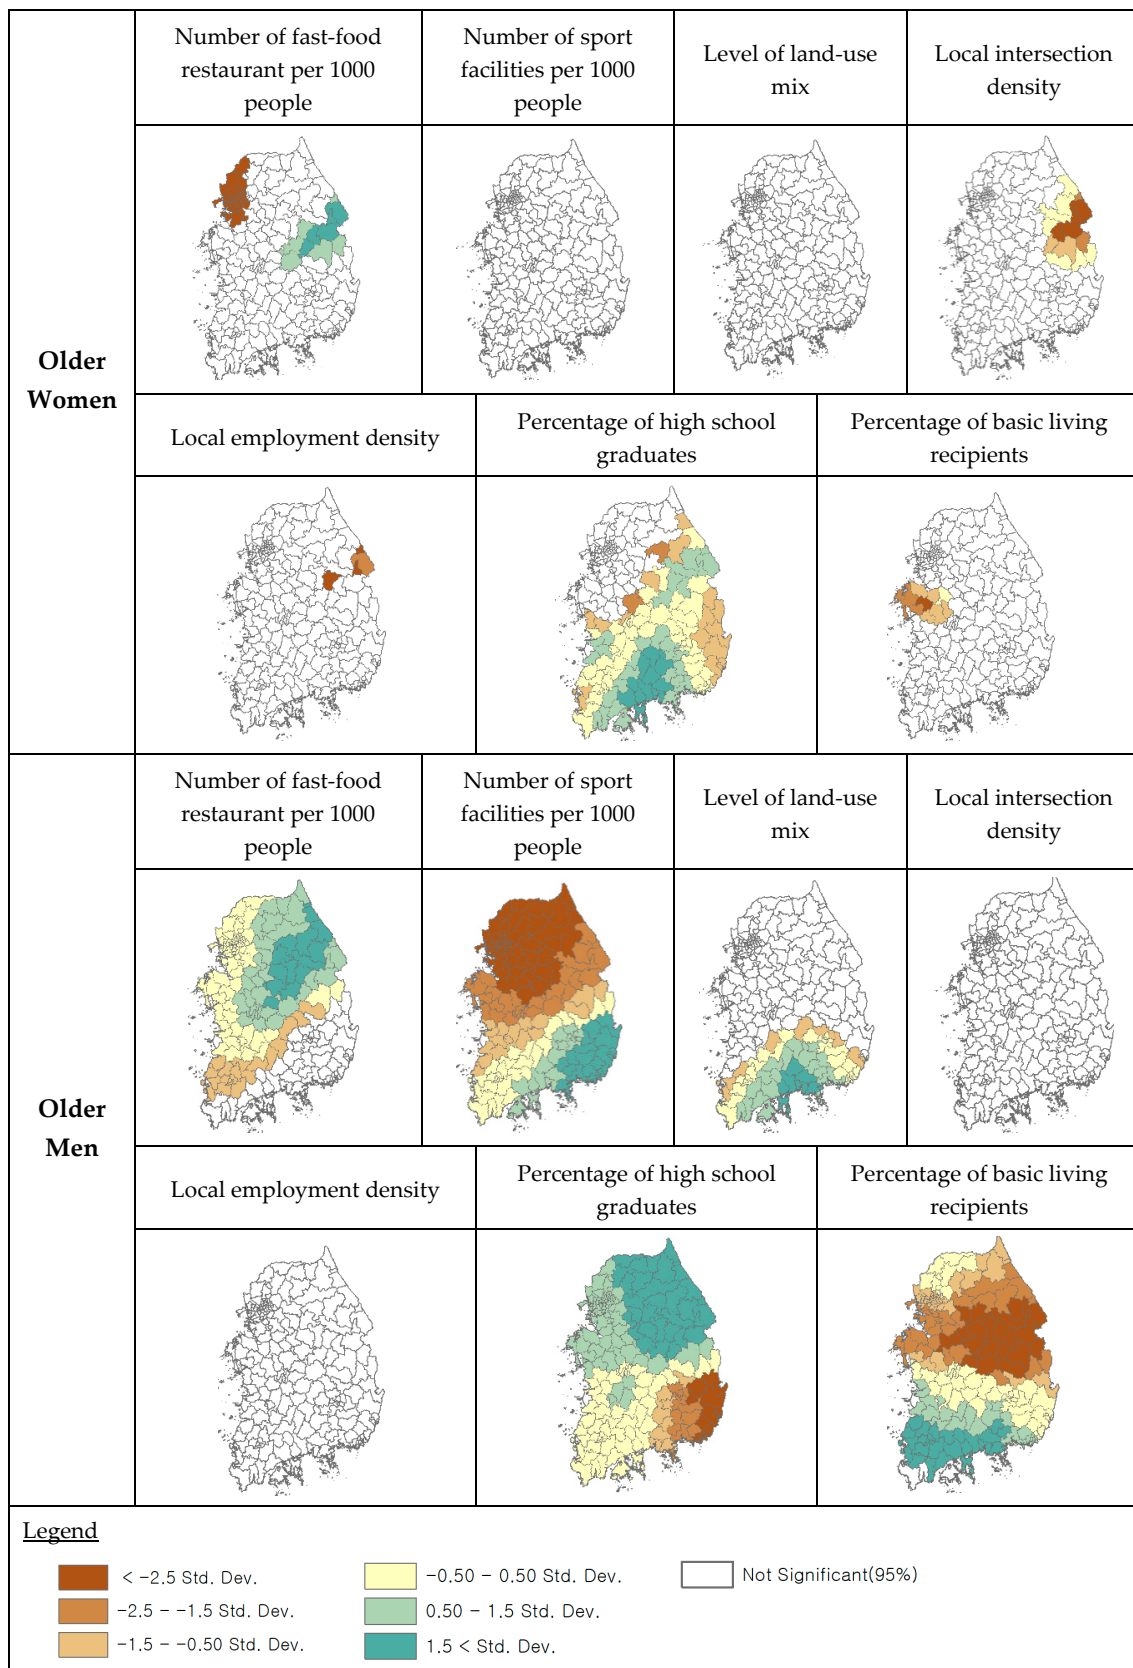 Older
Women
Number of fast-food
restaurant per 1000
people
Number of sport
facilities per 1000
people
Level of land-use
mix
Local intersection
density
Local employment density
Percentage of high school
graduates
Percentage of basic living
recipients
Older
Men
Number of fast-food
restaurant per 1000
people
Number of sport
facilities per 1000
people
Level of land-use
mix
Local intersection
density
Local employment density
Percentage of high school
graduates
Percentage of basic living
recipients
Legend
< -2.5 Std. Dev.
-2.5 - -1.5 Std. Dev.
-1.5 - -0.50 Std. Dev.
-0.50 - 0.50 Std. Dev.
0.50 - 1.5 Std. Dev.
1.5 < Std. Dev.
Not Significant(95%)